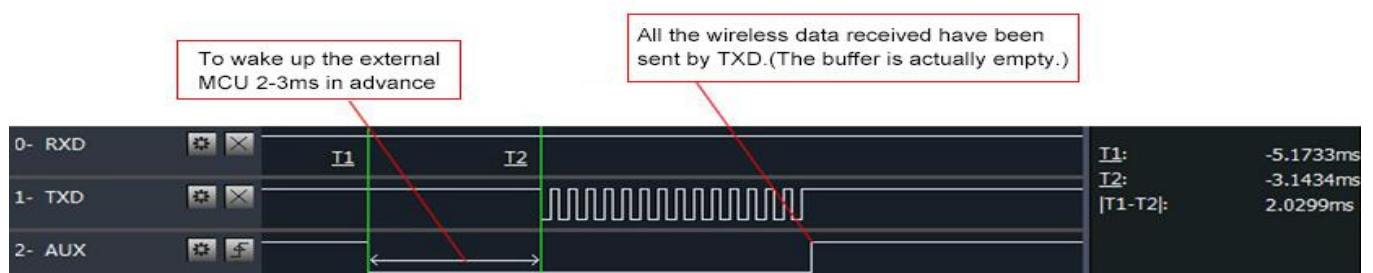 To wake up the external
MCU 2-3ms in advance
All the wireless data received have been
sent by TXD.(The buffer is actually empty.)
0- RXD
T1
T2
1- TXD
2- AUX
T1: -5.1733ms
T2: -3.1434ms
|T1-T2|: 2.0299ms